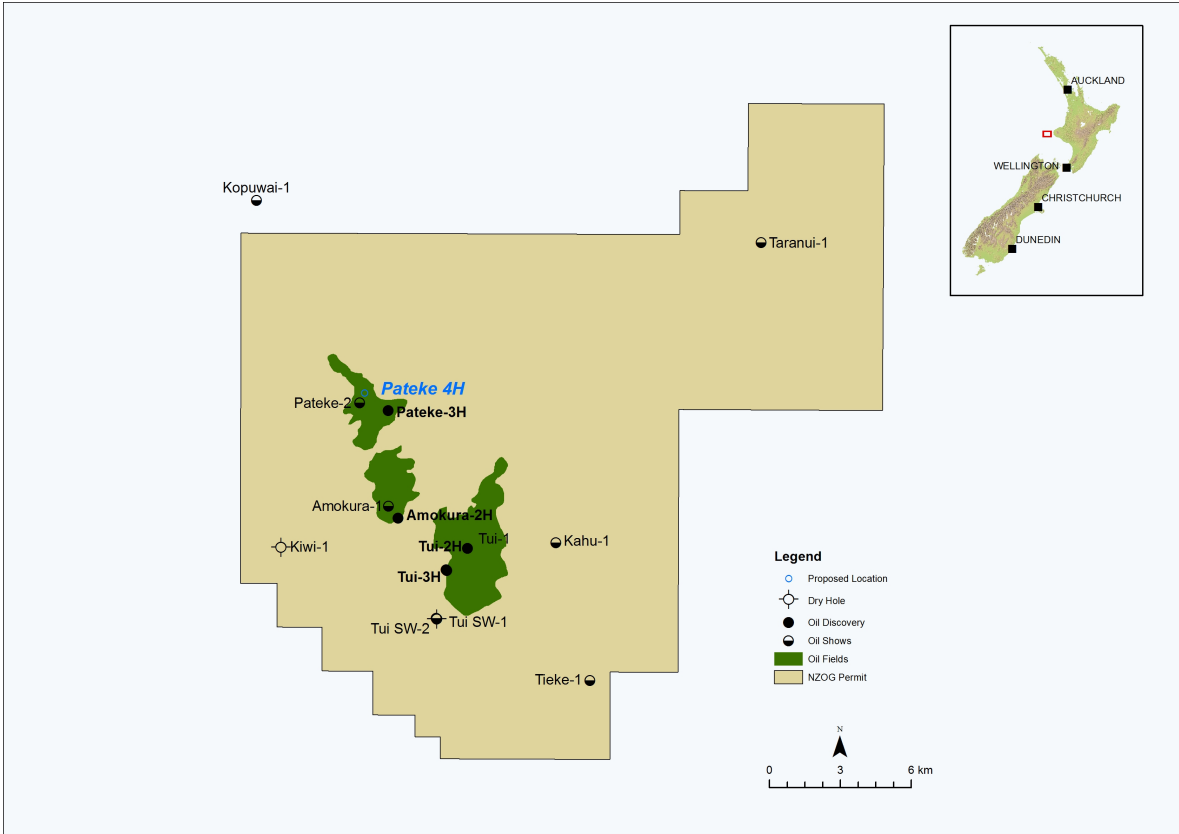 AUCKLAND
WELLINGTON
CHRISTCHURCH
DUNEDIN
Kopuwai-1
Taranui-1
Pateke 4H
Pateke-2
Pateke-3H
Amokura-1
Amokura-2H
Tui-1
Tui-2H
Kahu-1
Kiwi-1
Tui-3H
Tui SW-1
Tui SW-2
Tieke-1
Legend
Proposed Location
Dry Hole
Oil Discovery
Oil Shows
Oil Fields
NZOG Permit
N
0 3 6 km